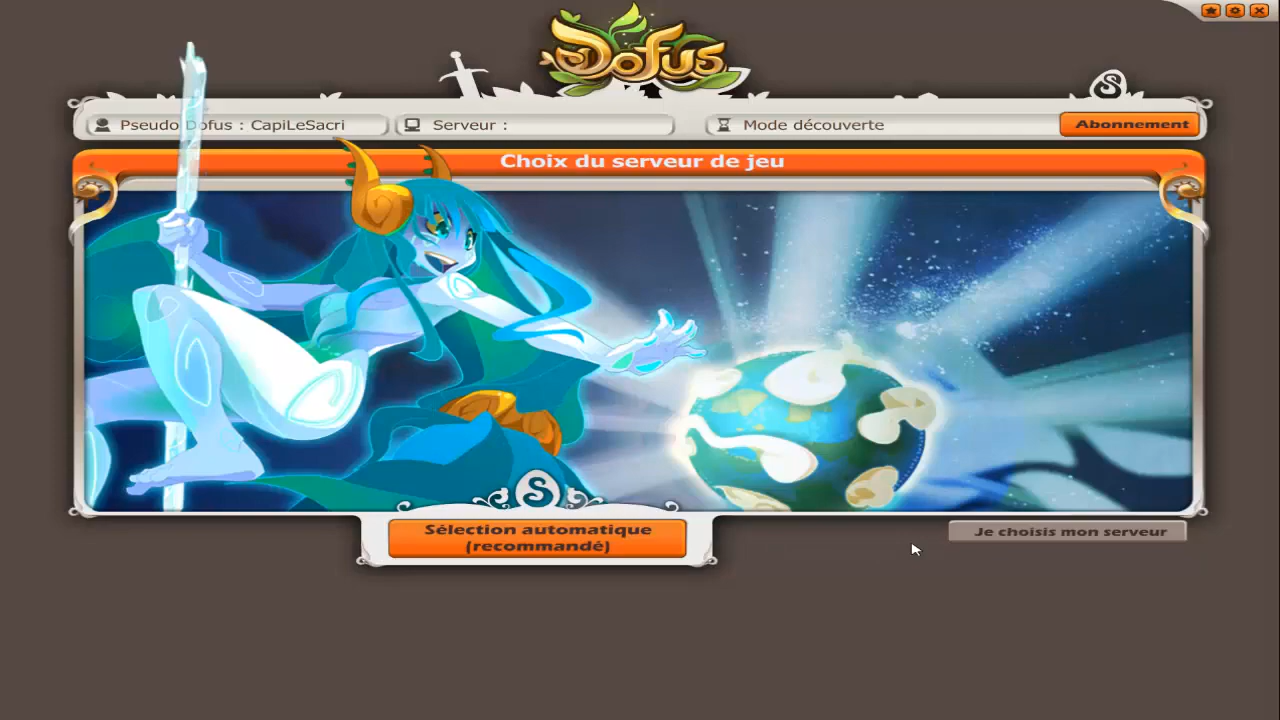 Dofus
Pseudo Dofus : CapiLeSacri
Serveur :
Mode découverte
Abonnement
Choix du serveur de jeu
Sélection automatique
(recommandé)
Je choisis mon serveur